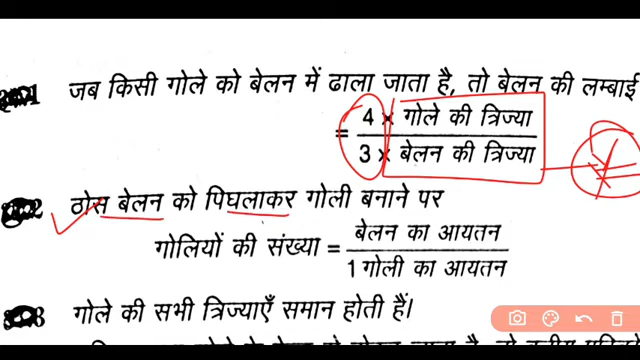 जब किसी गोले को बेलन में ढाला जाता है, तो बेलन की लम्बाई
= 4 × गोले की त्रिज्या
3 × बेलन की त्रिज्या
ठोस बेलन को पिघलाकर गोली बनाने पर
गोलियों की संख्या = बेलन का आयतन
1 गोली का आयतन
गोले की सभी त्रिज्याएँ समान होती हैं।